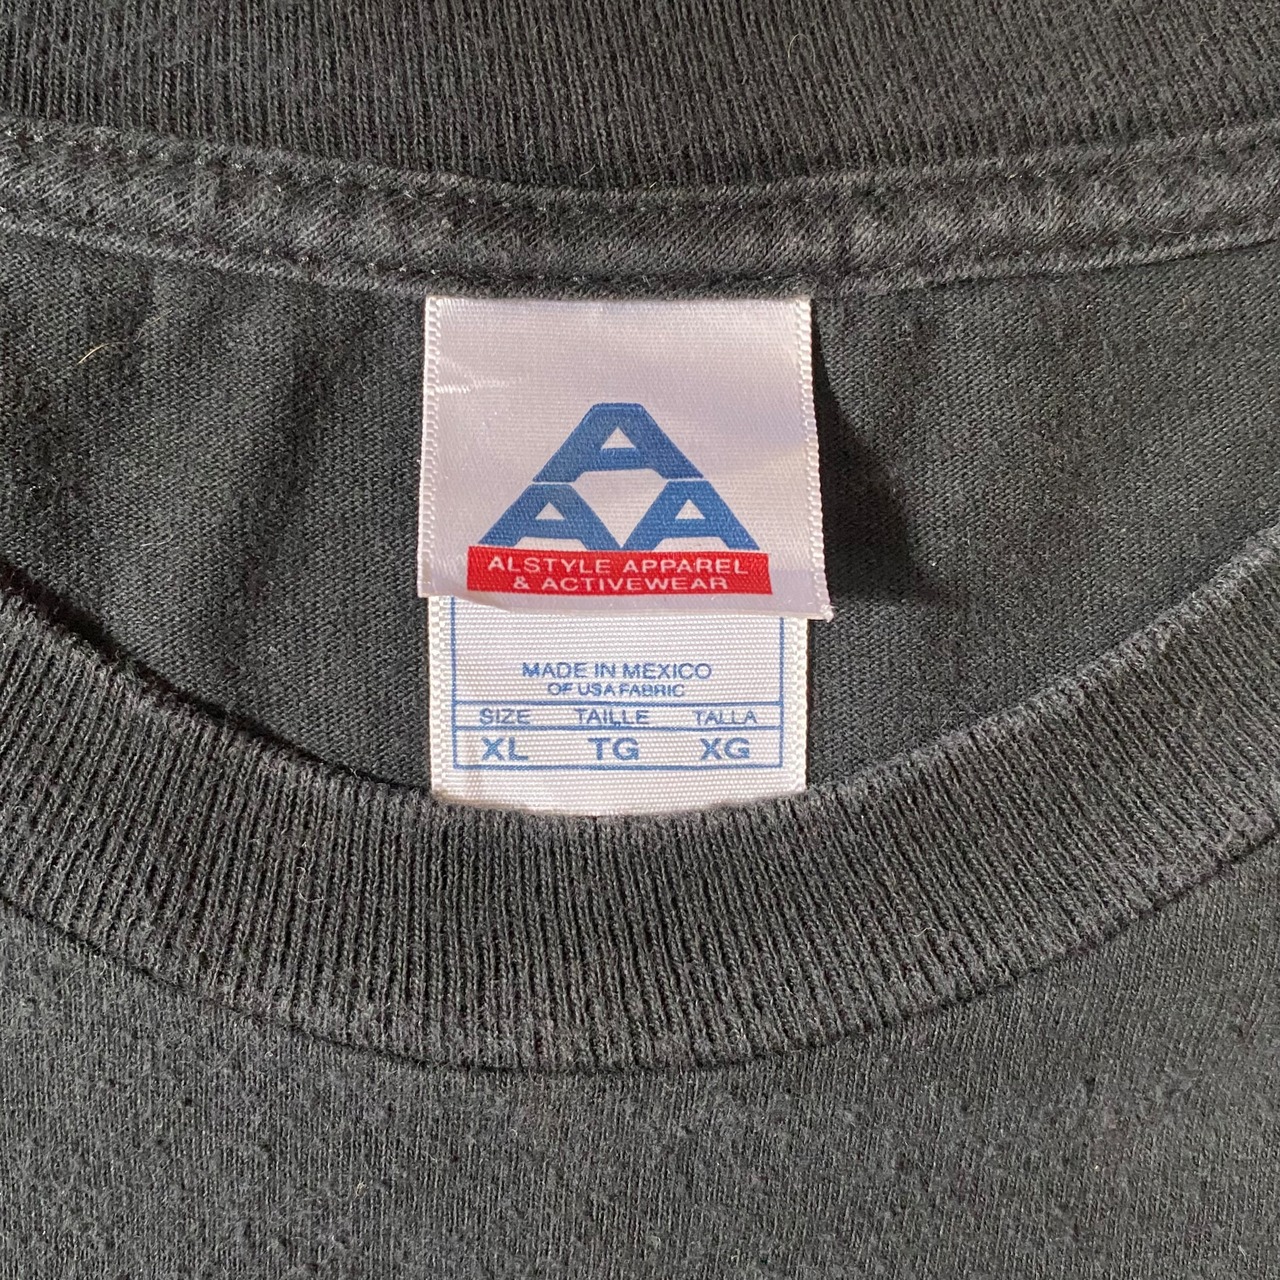 A
A A
ALSTYLE APPAREL
& ACTIVEWEAR
MADE IN MEXICO
OF USA FABRIC
SIZE TAILLE TALLA
XL TG XG